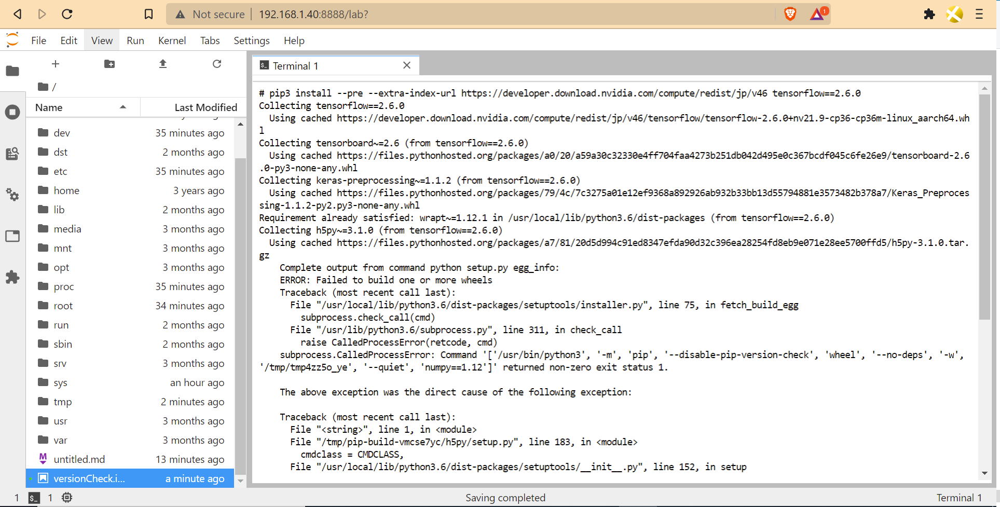 Not secure | 192.168.1.40:8888/lab?
1
File Edit View Run Kernel Tabs Settings Help
/
Name Last Modified
dev 35 minutes ago
dst 2 months ago
etc 35 minutes ago
home 3 years ago
lib 2 months ago
media 3 months ago
mnt 3 months ago
opt 3 months ago
proc 35 minutes ago
root 34 minutes ago
run 2 months ago
sbin 2 months ago
srv 3 months ago
sys an hour ago
tmp 2 minutes ago
usr 3 months ago
var 3 months ago
M untitled.md 13 minutes ago
versionCheck.i... a minute ago
$_ Terminal 1
# pip3 install --pre --extra-index-url https://developer.download.nvidia.com/compute/redist/jp/v46 tensorflow==2.6.0
Collecting tensorflow==2.6.0
  Using cached https://developer.download.nvidia.com/compute/redist/jp/v46/tensorflow/tensorflow-2.6.0+nv21.9-cp36-cp36m-linux_aarch64.wh
l
Collecting tensorboard~=2.6 (from tensorflow==2.6.0)
  Using cached https://files.pythonhosted.org/packages/a0/20/a59a30c32330e4ff704faa4273b251db042d495e0c367bcdf045c6fe26e9/tensorboard-2.6
.0-py3-none-any.whl
Collecting keras-preprocessing~=1.1.2 (from tensorflow==2.6.0)
  Using cached https://files.pythonhosted.org/packages/79/4c/7c3275a01e12ef9368a892926ab932b33bb13d55794881e3573482b378a7/Keras_Preproces
sing-1.1.2-py2.py3-none-any.whl
Requirement already satisfied: wrapt~=1.12.1 in /usr/local/lib/python3.6/dist-packages (from tensorflow==2.6.0)
Collecting h5py~=3.1.0 (from tensorflow==2.6.0)
  Using cached https://files.pythonhosted.org/packages/a7/81/20d5d994c91ed8347efda90d32c396ea28254fd8eb9e071e28ee5700ffd5/h5py-3.1.0.tar.
gz
    Complete output from command python setup.py egg_info:
    ERROR: Failed to build one or more wheels
    Traceback (most recent call last):
      File "/usr/local/lib/python3.6/dist-packages/setuptools/installer.py", line 75, in fetch_build_egg
        subprocess.check_call(cmd)
      File "/usr/lib/python3.6/subprocess.py", line 311, in check_call
        raise CalledProcessError(retcode, cmd)
    subprocess.CalledProcessError: Command '['/usr/bin/python3', '-m', 'pip', '--disable-pip-version-check', 'wheel', '--no-deps', '-w',
'/tmp/tmp4zz5o_ye', '--quiet', 'numpy==1.12']' returned non-zero exit status 1.
    The above exception was the direct cause of the following exception:
    Traceback (most recent call last):
      File "<string>", line 1, in <module>
      File "/tmp/pip-build-vmcse7yc/h5py/setup.py", line 183, in <module>
        cmdclass = CMDCLASS,
      File "/usr/local/lib/python3.6/dist-packages/setuptools/__init__.py", line 152, in setup
1 $_ 1 Saving completed Terminal 1